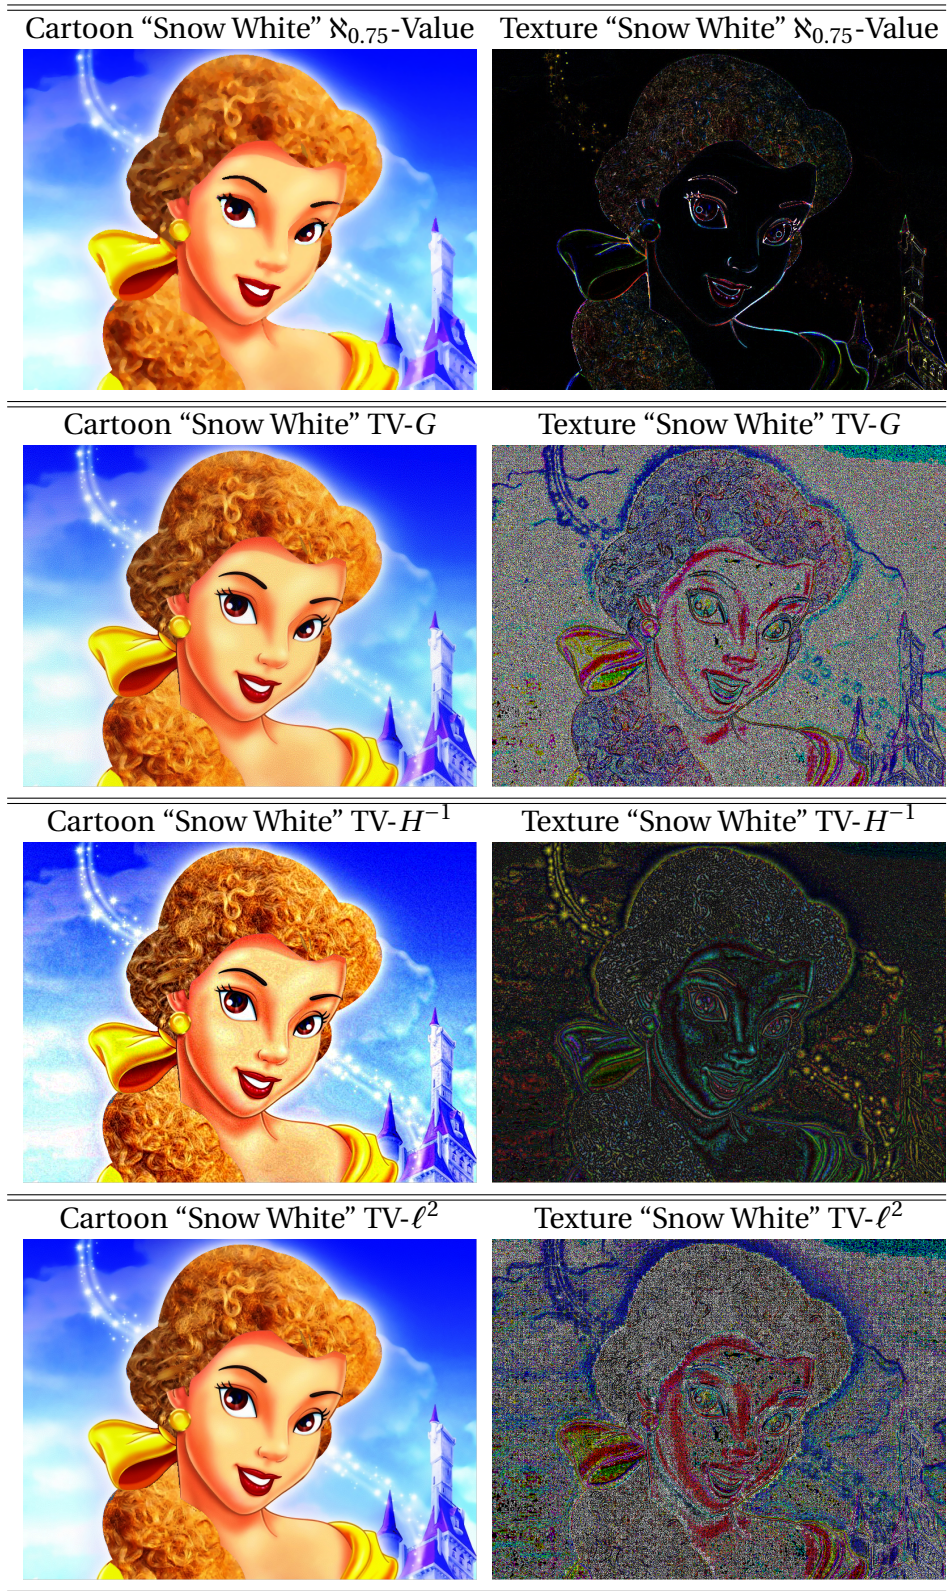 Cartoon “Snow White” ℵ₀.₇₅-Value Texture “Snow White” ℵ₀.₇₅-Value
Cartoon “Snow White” TV-G Texture “Snow White” TV-G
Cartoon “Snow White” TV-H⁻¹ Texture “Snow White” TV-H⁻¹
Cartoon “Snow White” TV-ℓ² Texture “Snow White” TV-ℓ²